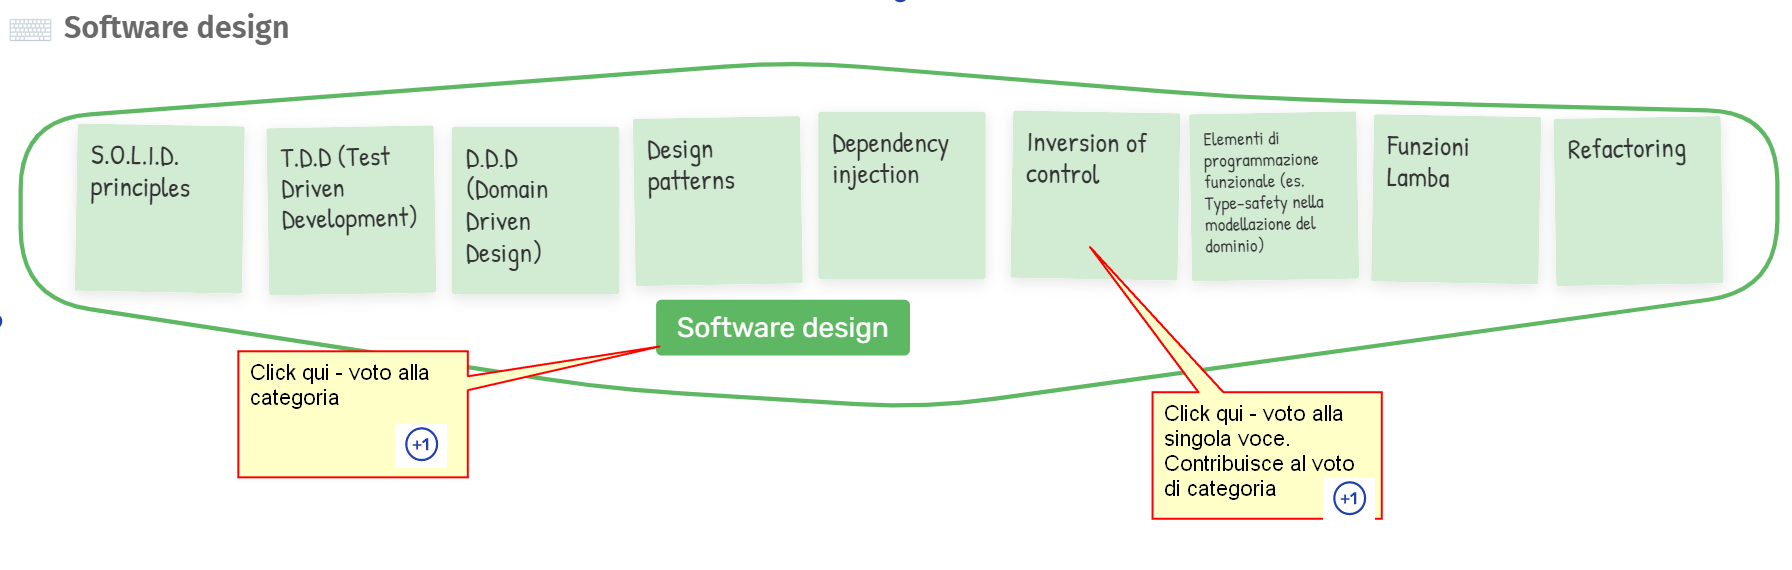 Software design
S.O.L.I.D.
principles
T.D.D (Test
Driven
Development)
D.D.D
(Domain
Driven
Design)
Design
patterns
Dependency
injection
Inversion of
control
Elementi di
programmazione
funzionale (es.
Type-safety nella
modellazione del
dominio)
Funzioni
Lamba
Refactoring
Software design
Click qui - voto alla
categoria
+1
Click qui - voto alla
singola voce.
Contribuisce al voto
di categoria
+1